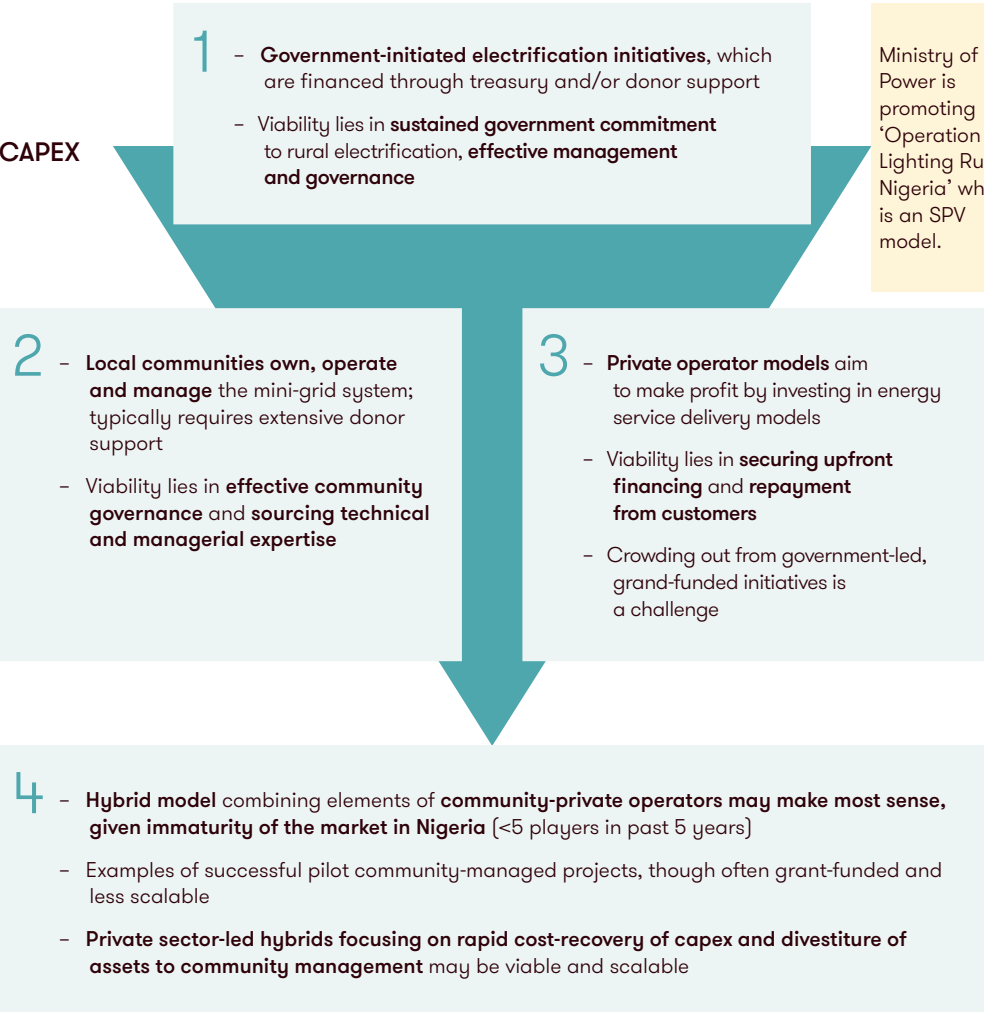 1
– Government-initiated electrification initiatives, which
are financed through treasury and/or donor support
– Viability lies in sustained government commitment
to rural electrification, effective management
and governance
CAPEX
Ministry of
Power is
promoting
‘Operation
Lighting Ru
Nigeria’ wh
is an SPV
model.
2
– Local communities own, operate
and manage the mini-grid system;
typically requires extensive donor
support
– Viability lies in effective community
governance and sourcing technical
and managerial expertise
3
– Private operator models aim
to make profit by investing in energy
service delivery models
– Viability lies in securing upfront
financing and repayment
from customers
– Crowding out from government-led,
grand-funded initiatives is
a challenge
4
– Hybrid model combining elements of community-private operators may make most sense,
given immaturity of the market in Nigeria (<5 players in past 5 years)
– Examples of successful pilot community-managed projects, though often grant-funded and
less scalable
– Private sector-led hybrids focusing on rapid cost-recovery of capex and divestiture of
assets to community management may be viable and scalable